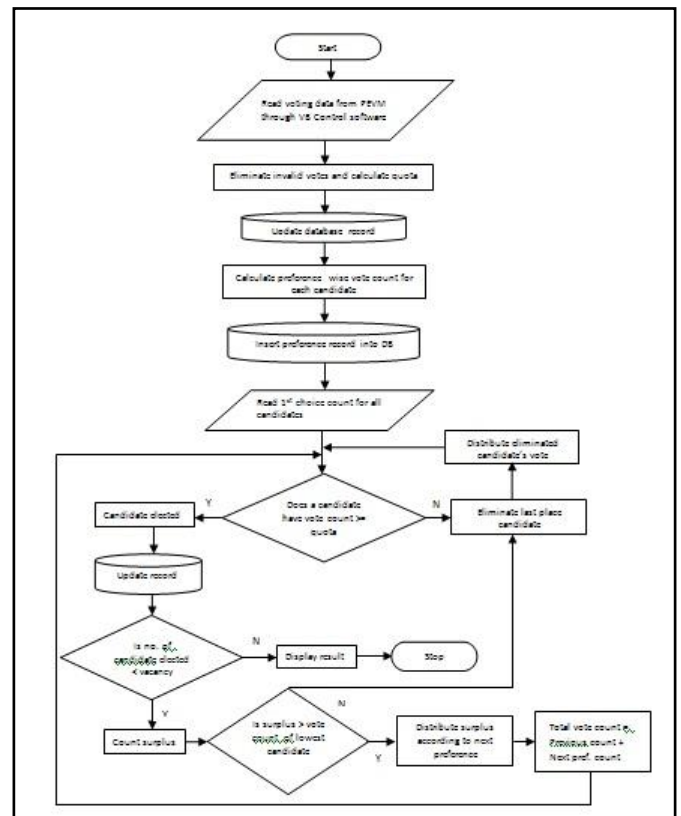 Start
Read voting data from PEVM
through VB Control software
Eliminate invalid votes and calculate quota
Update database record
Calculate preference wise vote count for
each candidate
Insert preference record into DB
Read 1st choice count for all
candidates
Distribute eliminated
candidate's vote
Does a candidate
have vote count >=
quota
Y
N
Candidate elected
Eliminate last place
candidate
Update record
Is no. of
candidate elected
< vacancy
N
Display result
Stop
Y
Count surplus
Is surplus > vote
count of lowest
candidate
N
Y
Distribute surplus
according to next
preference
Total vote count =
Previous count +
Next pref. count